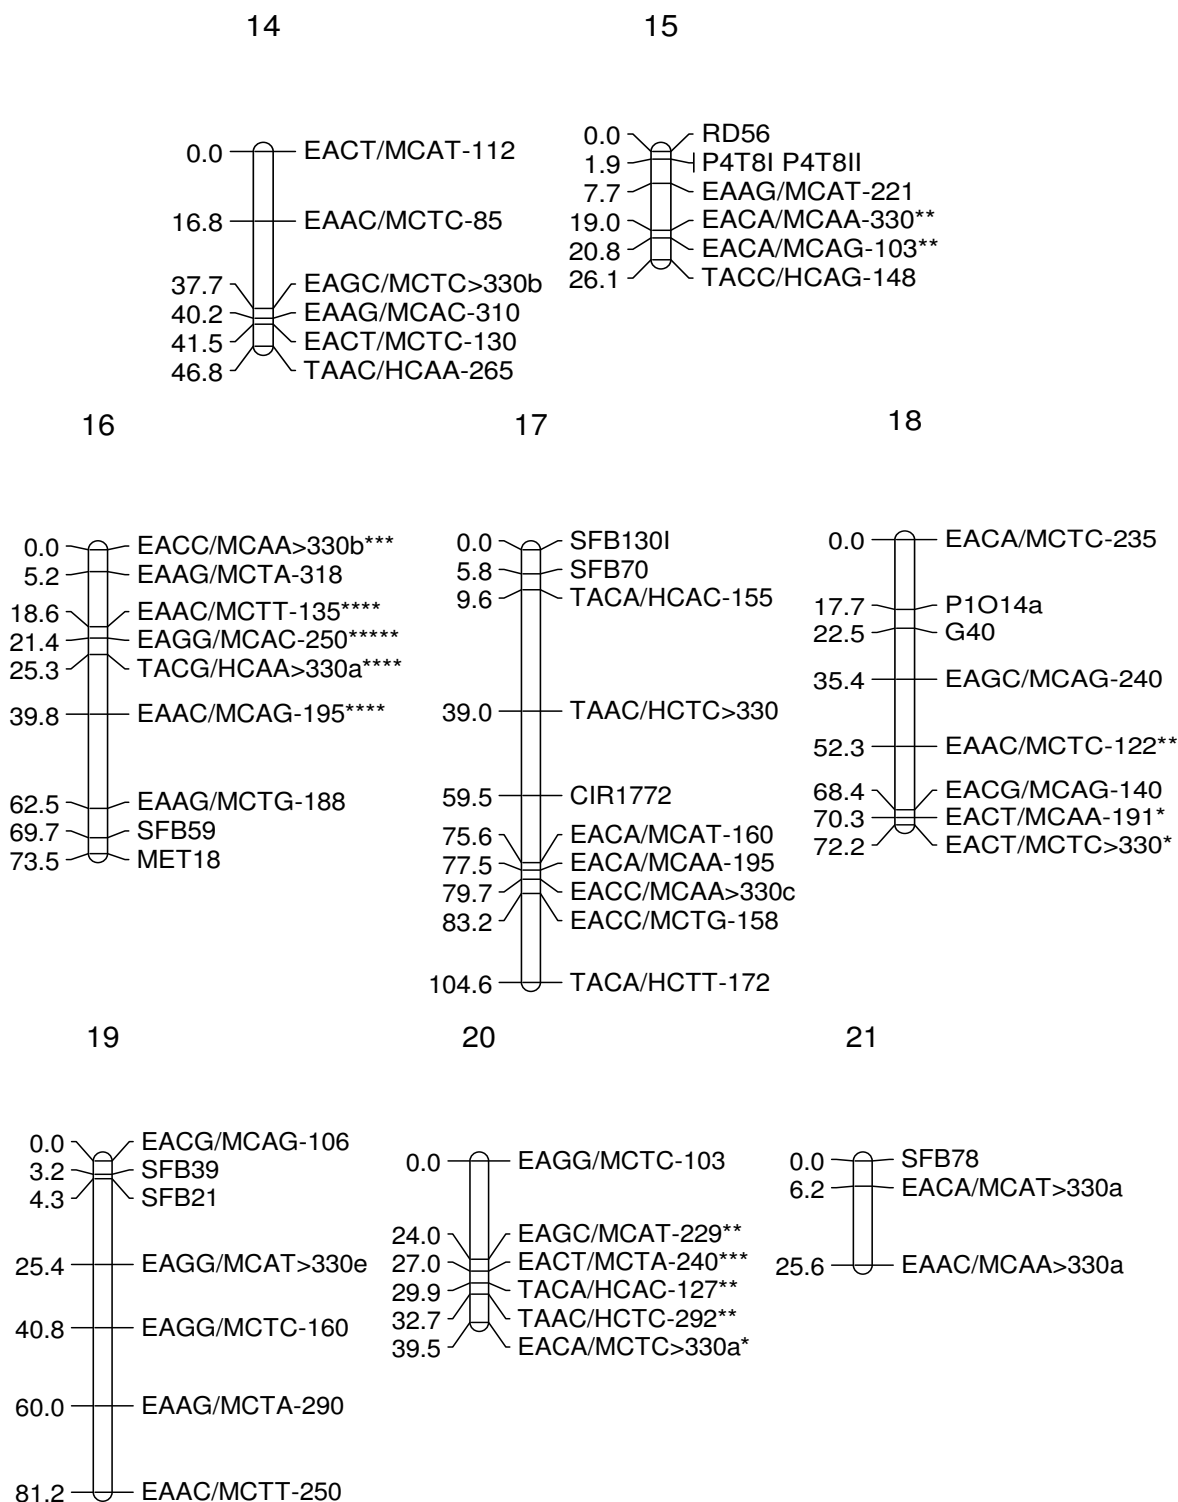 14
0.0 EACT/MCAT-112
16.8 EAAC/MCTC-85
37.7 EAGC/MCTC>330b
40.2 EAAG/MCAC-310
41.5 EACT/MCTC-130
46.8 TAAC/HCAA-265
15
0.0 RD56
1.9 P4T8I P4T8II
7.7 EAAG/MCAT-221
19.0 EACA/MCAA-330**
20.8 EACA/MCAG-103**
26.1 TACC/HCAG-148
16
0.0 EACC/MCAA>330b***
5.2 EAAG/MCTA-318
18.6 EAAC/MCTT-135****
21.4 EAGG/MCAC-250*****
25.3 TACG/HCAA>330a****
39.8 EAAC/MCAG-195****
62.5 EAAG/MCTG-188
69.7 SFB59
73.5 MET18
17
0.0 SFB130I
5.8 SFB70
9.6 TACA/HCAC-155
39.0 TAAC/HCTC>330
59.5 CIR1772
75.6 EACA/MCAT-160
77.5 EACA/MCAA-195
79.7 EACC/MCAA>330c
83.2 EACC/MCTG-158
104.6 TACA/HCTT-172
18
0.0 EACA/MCTC-235
17.7 P1O14a
22.5 G40
35.4 EAGC/MCAG-240
52.3 EAAC/MCTC-122**
68.4 EACG/MCAG-140
70.3 EACT/MCAA-191*
72.2 EACT/MCTC>330*
19
0.0 EACG/MCAG-106
3.2 SFB39
4.3 SFB21
25.4 EAGG/MCAT>330e
40.8 EAGG/MCTC-160
60.0 EAAG/MCTA-290
81.2 EAAC/MCTT-250
20
0.0 EAGG/MCTC-103
24.0 EAGC/MCAT-229**
27.0 EACT/MCTA-240***
29.9 TACA/HCAC-127**
32.7 TAAC/HCTC-292**
39.5 EACA/MCTC>330a*
21
0.0 SFB78
6.2 EACA/MCAT>330a
25.6 EAAC/MCAA>330a